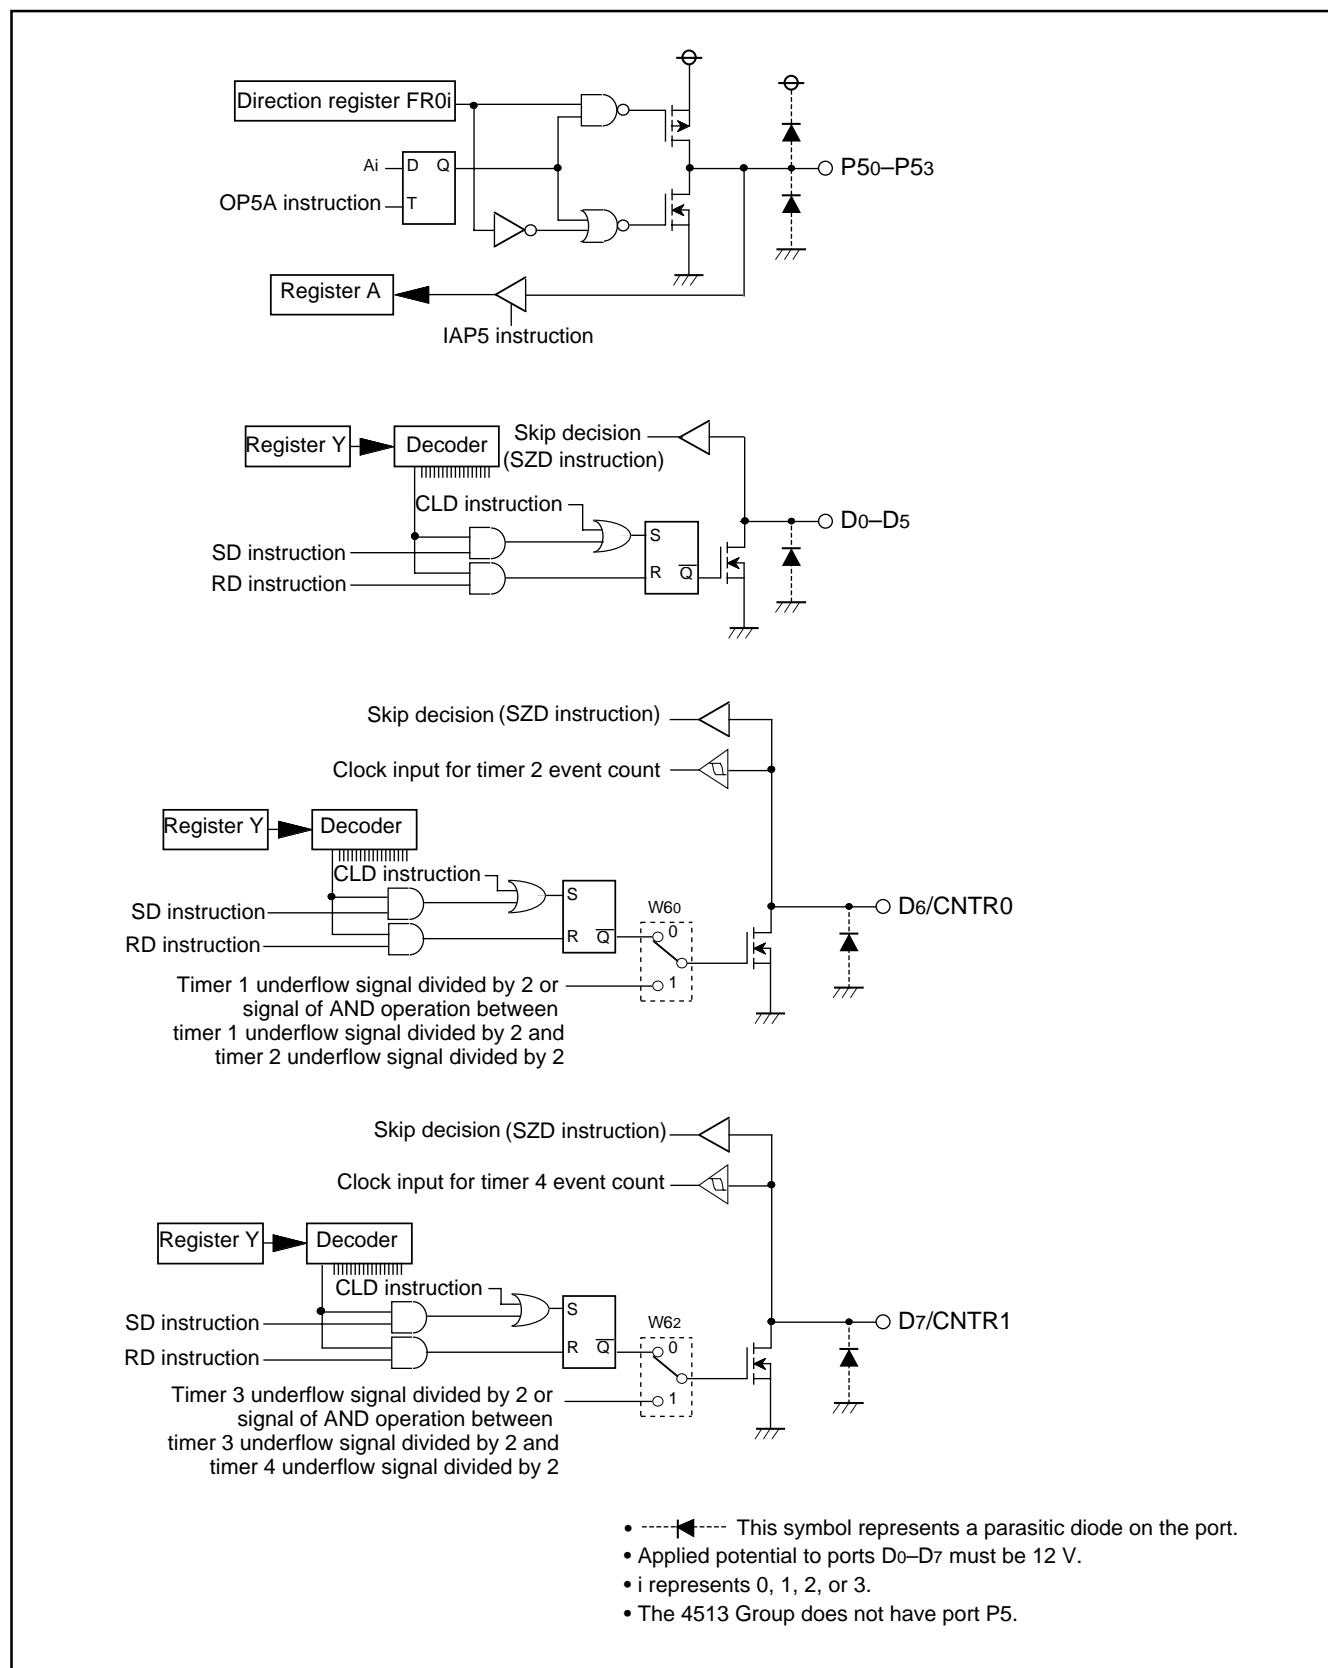 Direction register FR0i
Ai
D Q
OP5A instruction
T
P50–P53
Register A
IAP5 instruction
Register Y
Decoder
Skip decision
(SZD instruction)
CLD instruction
S
SD instruction
R Q
RD instruction
D0–D5
Skip decision (SZD instruction)
Clock input for timer 2 event count
Register Y
Decoder
CLD instruction
S
SD instruction
R Q
RD instruction
W60
0
1
D6/CNTR0
Timer 1 underflow signal divided by 2 or
signal of AND operation between
timer 1 underflow signal divided by 2 and
timer 2 underflow signal divided by 2
Skip decision (SZD instruction)
Clock input for timer 4 event count
Register Y
Decoder
CLD instruction
S
SD instruction
R Q
RD instruction
W62
0
1
D7/CNTR1
Timer 3 underflow signal divided by 2 or
signal of AND operation between
timer 3 underflow signal divided by 2 and
timer 4 underflow signal divided by 2
• This symbol represents a parasitic diode on the port.
• Applied potential to ports D0–D7 must be 12 V.
• i represents 0, 1, 2, or 3.
• The 4513 Group does not have port P5.